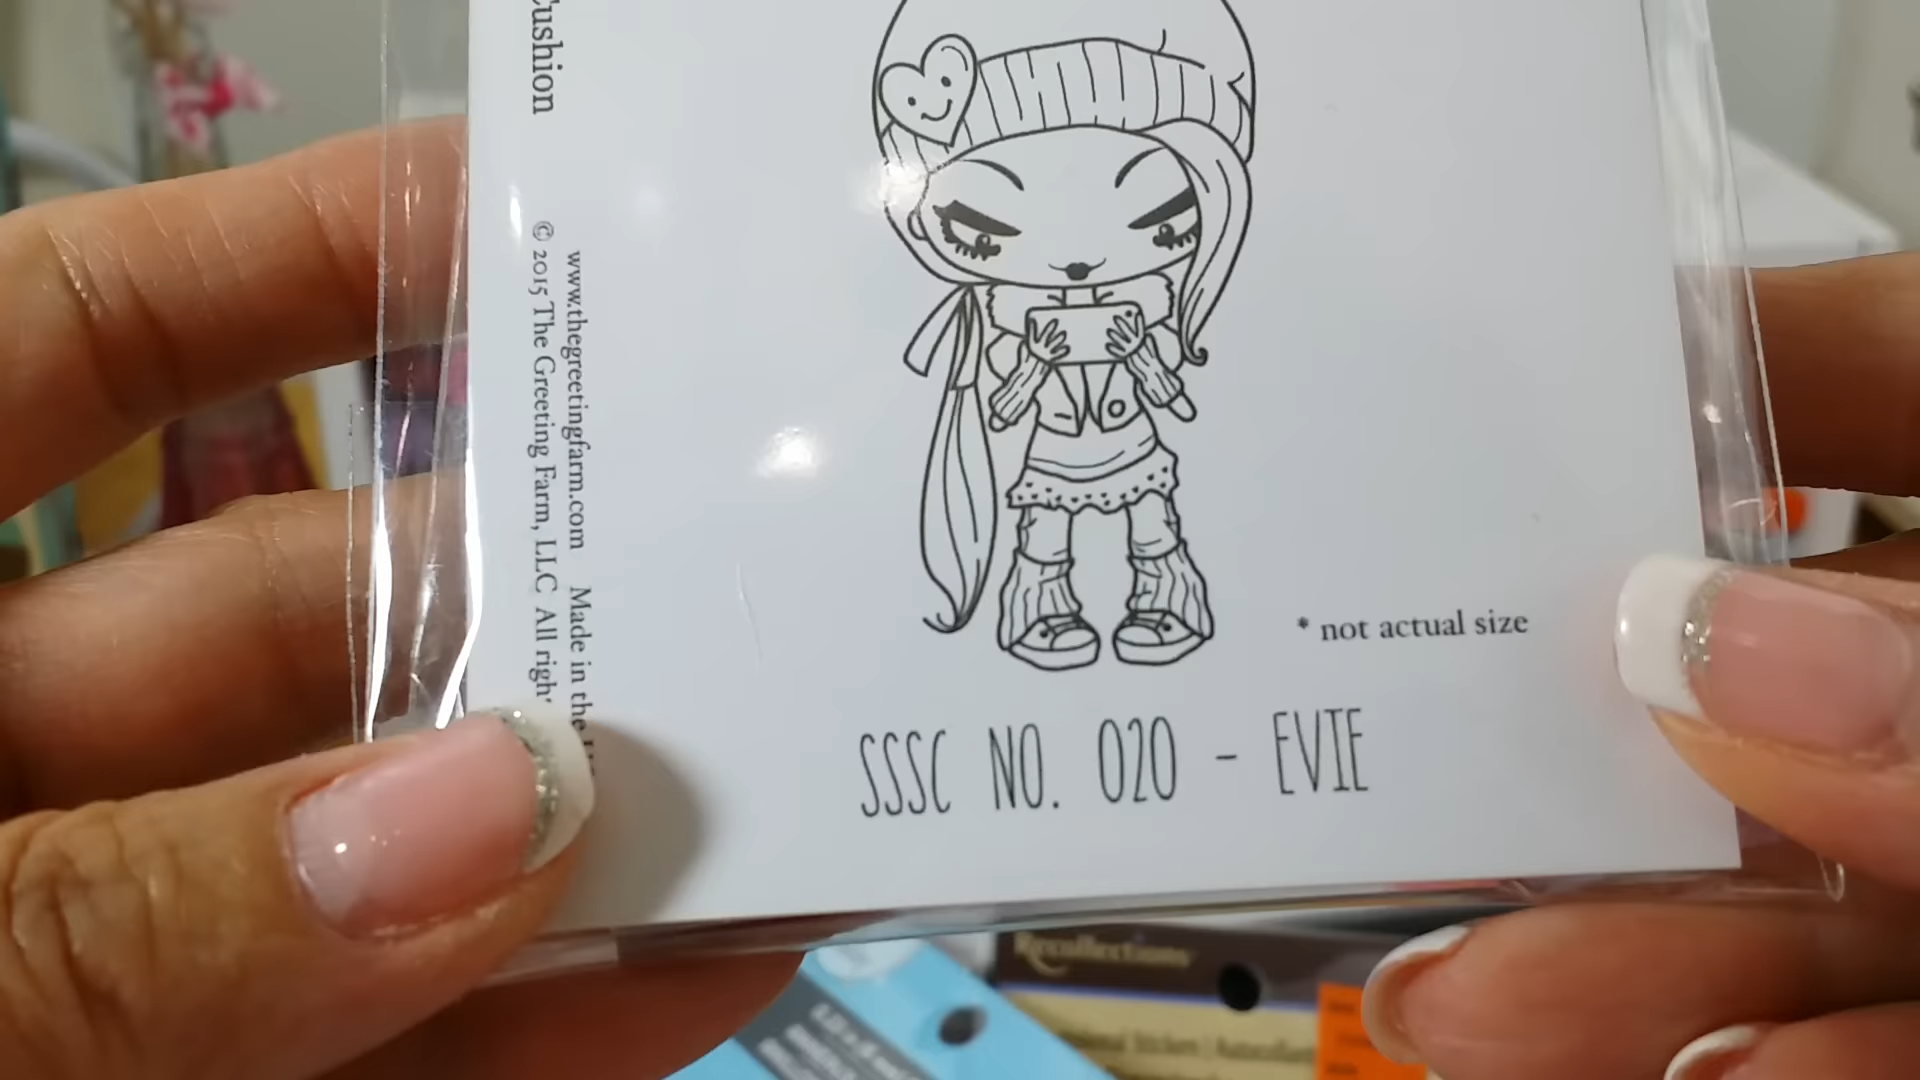 Cushion
www.thegreetingfarm.com Made in the
© 2015 The Greeting Farm, LLC All
* not actual size
SSSC NO. 020 - EVIE
Recollections